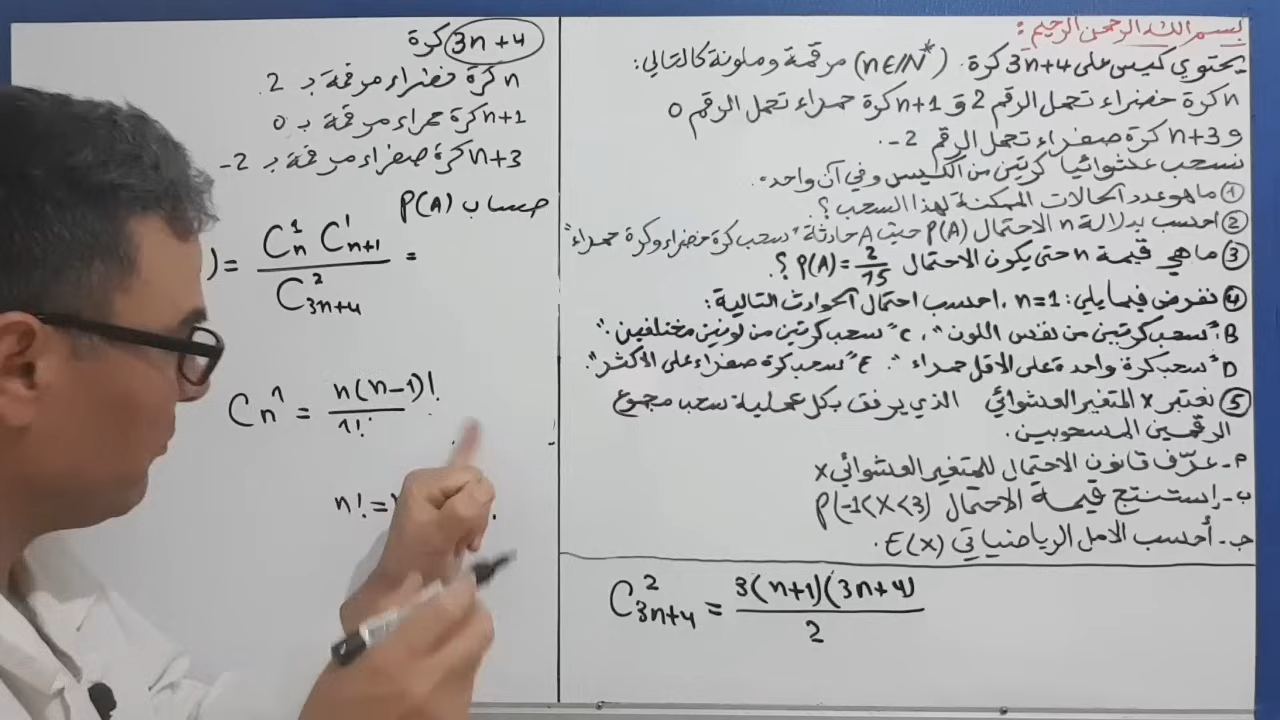 بسم الله الرحمن الرحيم :
يحتوي كيس على 3n+4 كرة . (n∈ℕ*) مرقمة وملونة كالتالي :
n كرة خضراء تحمل الرقم 2 و n+1 كرة حمراء تحمل الرقم 0
و n+3 كرة صفراء تحمل الرقم 2- .
نسحب عشوائيا كرتين من الكيس وفي آن واحد .
① ما هو عدد الحالات الممكنة لهذا السحب ؟ .
② احسب بدلالة n الاحتمال P(A) حيث A حادثة "سحب كرة خضراء وكرة حمراء"
③ ما هي قيمة n حتى يكون الاحتمال P(A) = 2/15 ؟ .
④ نفرض فيما يلي : n=1 . احسب احتمال الحوادث التالية :
B : "سحب كرتين من نفس اللون" ، C "سحب كرتين من لونين مختلفين" .
D "سحب كرة واحدة على الاقل حمراء" . E "سحب كرة صفراء على الأكثر" .
⑤ نعتبر X المتغير العشوائي الذي يرفق بكل عملية سحب مجموع
الرقمين المسحوبين .
م - عرّف قانون الاحتمال للمتغير العشوائي X
ب - إستنتج قيمة الاحتمال P(-1<X<3)
ج - أحسب الامل الرياضياتي E(X) .
C²₃ₙ₊₄ = 3(n+1)(3n+4) / 2
3n+4 كرة
n كرة خضراء مرقمة بـ 2
n+1 كرة حمراء مرقمة بـ 0
n+3 كرة صفراء مرقمة بـ 2-
حساب P(A)
) = C¹ₙ C¹ₙ₊₁ / C²₃ₙ₊₄ =
Cₙ¹ = n(n-1)! / 1!
n! =